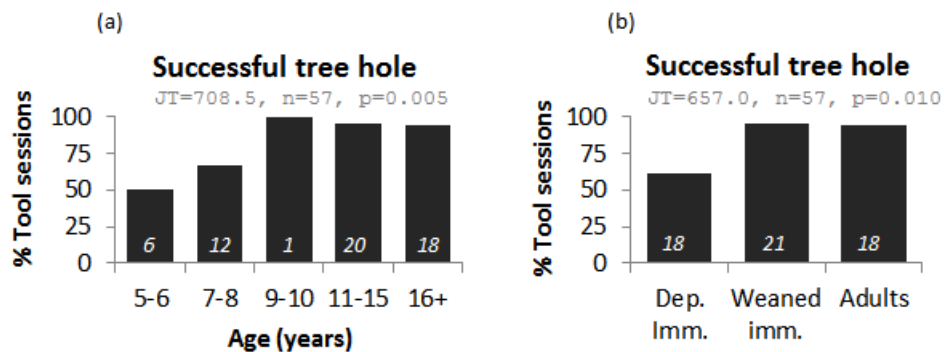 (a)
Successful tree hole
JT=708.5, n=57, p=0.005
% Tool sessions
100
75
50
25
0
6
12
1
20
18
5-6
7-8
9-10
11-15
16+
Age (years)
(b)
Successful tree hole
JT=657.0, n=57, p=0.010
% Tool sessions
100
75
50
25
0
18
21
18
Dep.
Imm.
Weaned
imm.
Adults